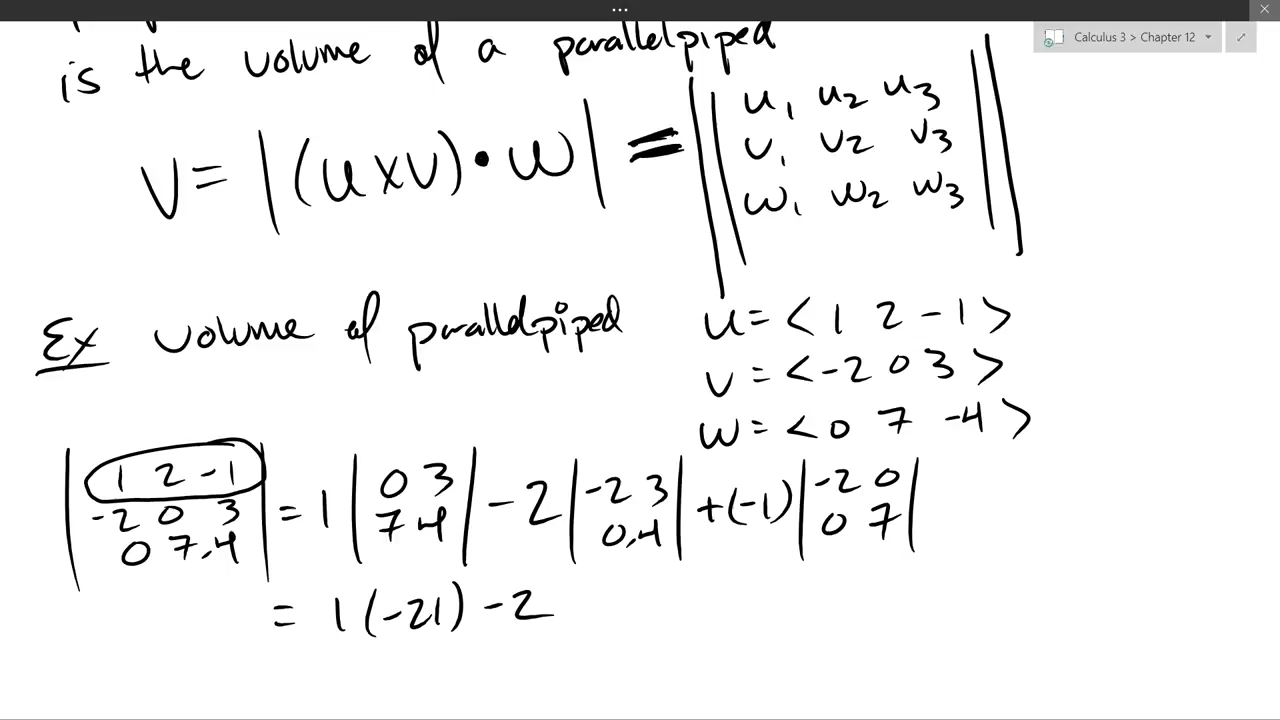 Calculus 3 > Chapter 12
is the volume of a parallelpiped
V = |(u x v) • w| = || u1 u2 u3
v1 v2 v3
w1 w2 w3 ||
Ex volume of parallelpiped
u = < 1 2 -1 >
v = < -2 0 3 >
w = < 0 7 -4 >
| 1 2 -1
-2 0 3
0 7 -4 | = 1 | 0 3
7 -4 | - 2 | -2 3
0 -4 | + (-1) | -2 0
0 7 |
= 1(-21) - 2